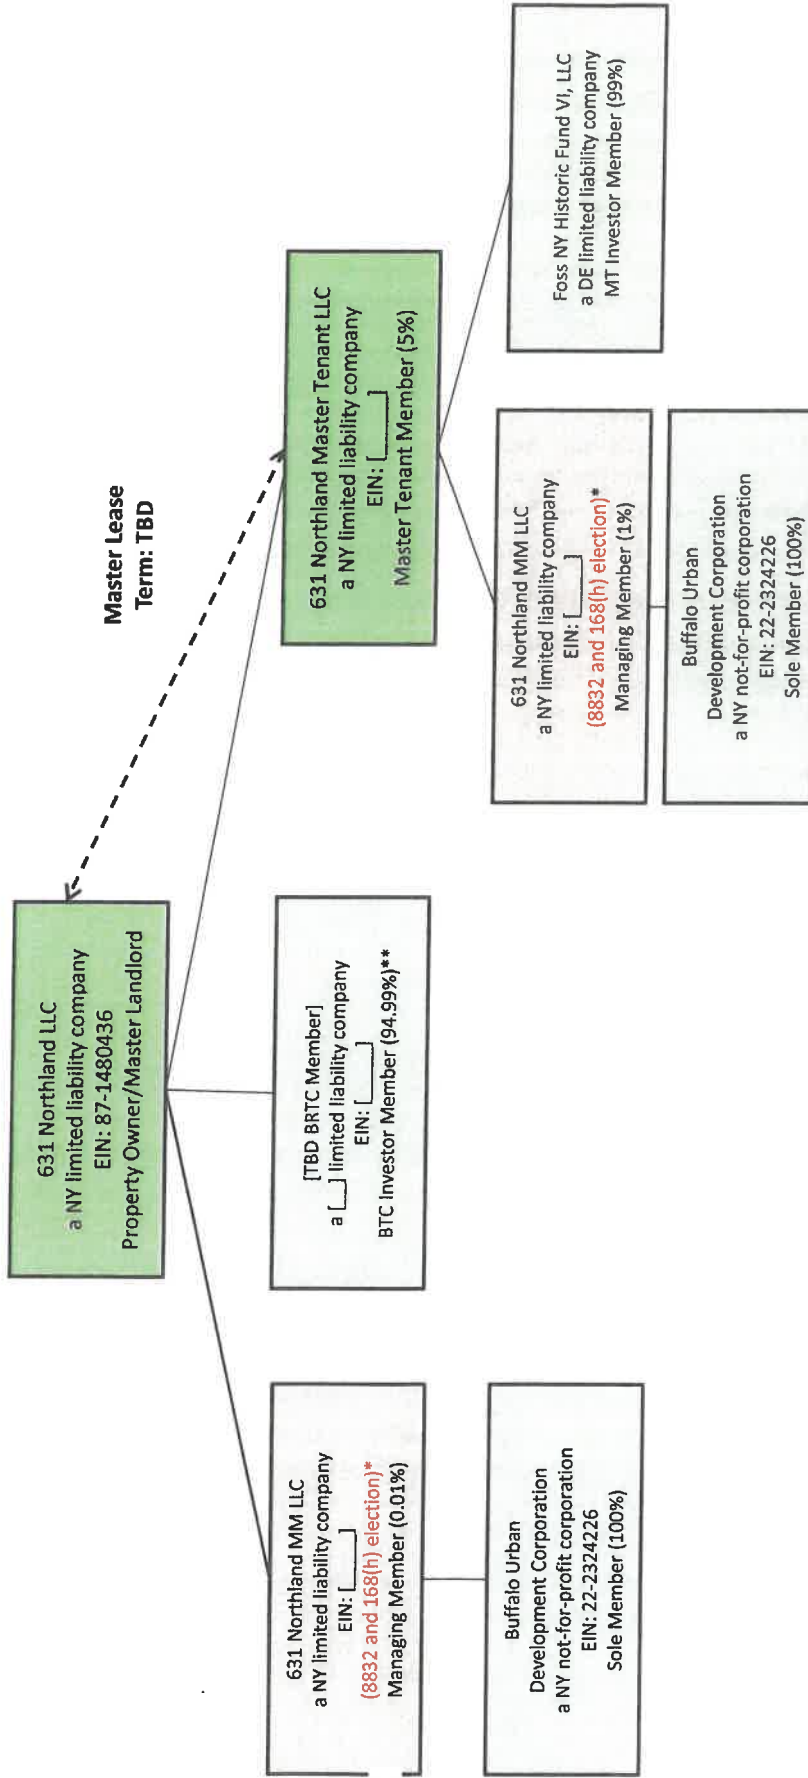 631 Northland LLC
a NY limited liability company
EIN: 87-1480436
Property Owner/Master Landlord
Master Lease
Term: TBD
631 Northland MM LLC
a NY limited liability company
EIN: [______]
(8832 and 168(h) election)*
Managing Member (0.01%)
[TBD BRTC Member]
a [__] limited liability company
EIN: [_____]
BTC Investor Member (94.99%)**
631 Northland Master Tenant LLC
a NY limited liability company
EIN: [______]
Master Tenant Member (5%)
Buffalo Urban
Development Corporation
a NY not-for-profit corporation
EIN: 22-2324226
Sole Member (100%)
631 Northland MM LLC
a NY limited liability company
EIN: [_____]
(8832 and 168(h) election)*
Managing Member (1%)
Foss NY Historic Fund VI, LLC
a DE limited liability company
MT Investor Member (99%)
Buffalo Urban
Development Corporation
a NY not-for-profit corporation
EIN: 22-2324226
Sole Member (100%)